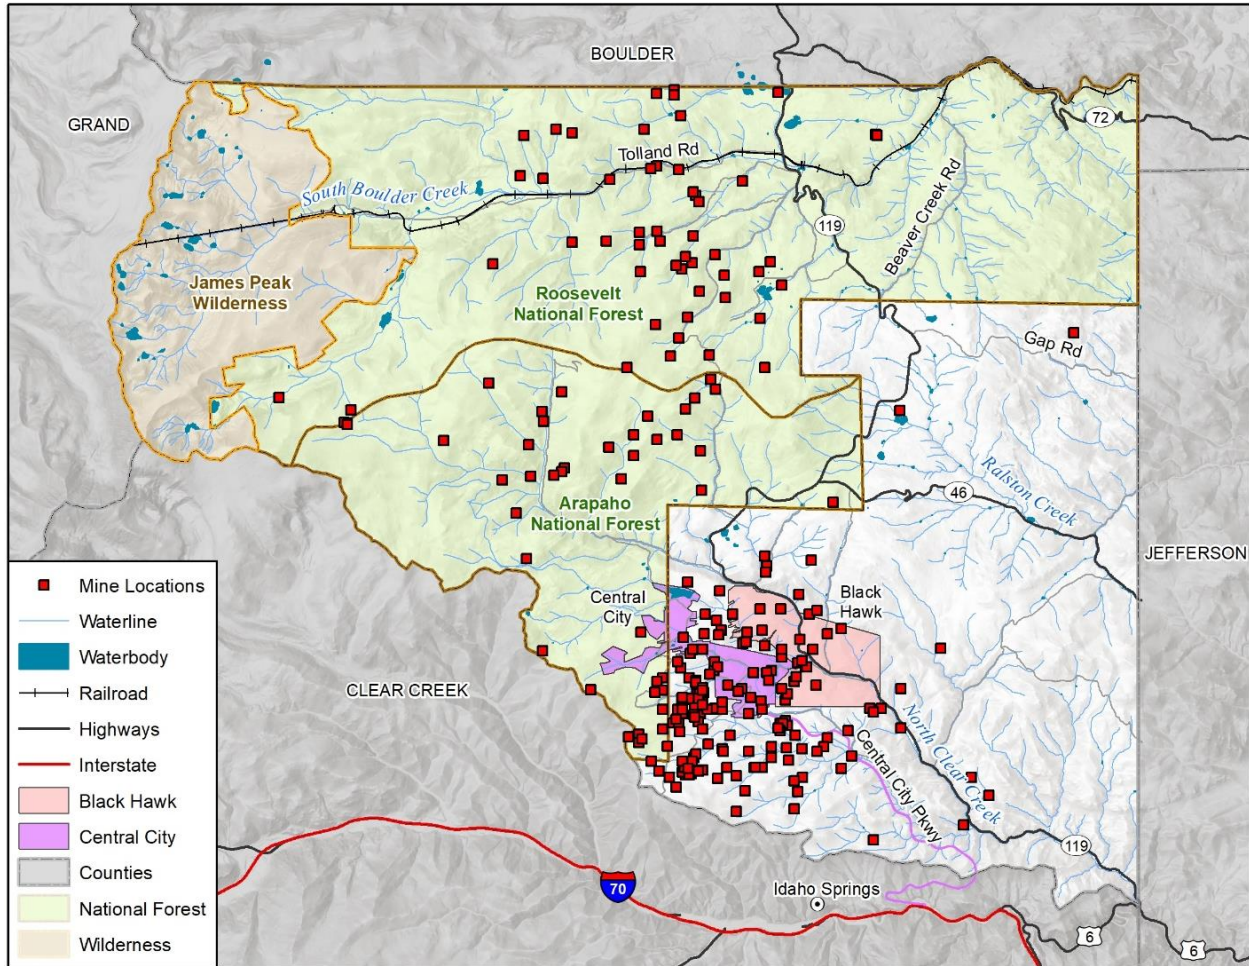 BOULDER
GRAND
72
Tolland Rd
South Boulder Creek
Beaver Creek Rd
119
James Peak
Wilderness
Roosevelt
National Forest
Gap Rd
Ralston Creek
46
Arapaho
National Forest
JEFFERSON
Central
City
Black
Hawk
CLEAR CREEK
North Clear Creek
Central City Pkwy
119
Idaho Springs
70
6
6
Mine Locations
Waterline
Waterbody
Railroad
Highways
Interstate
Black Hawk
Central City
Counties
National Forest
Wilderness